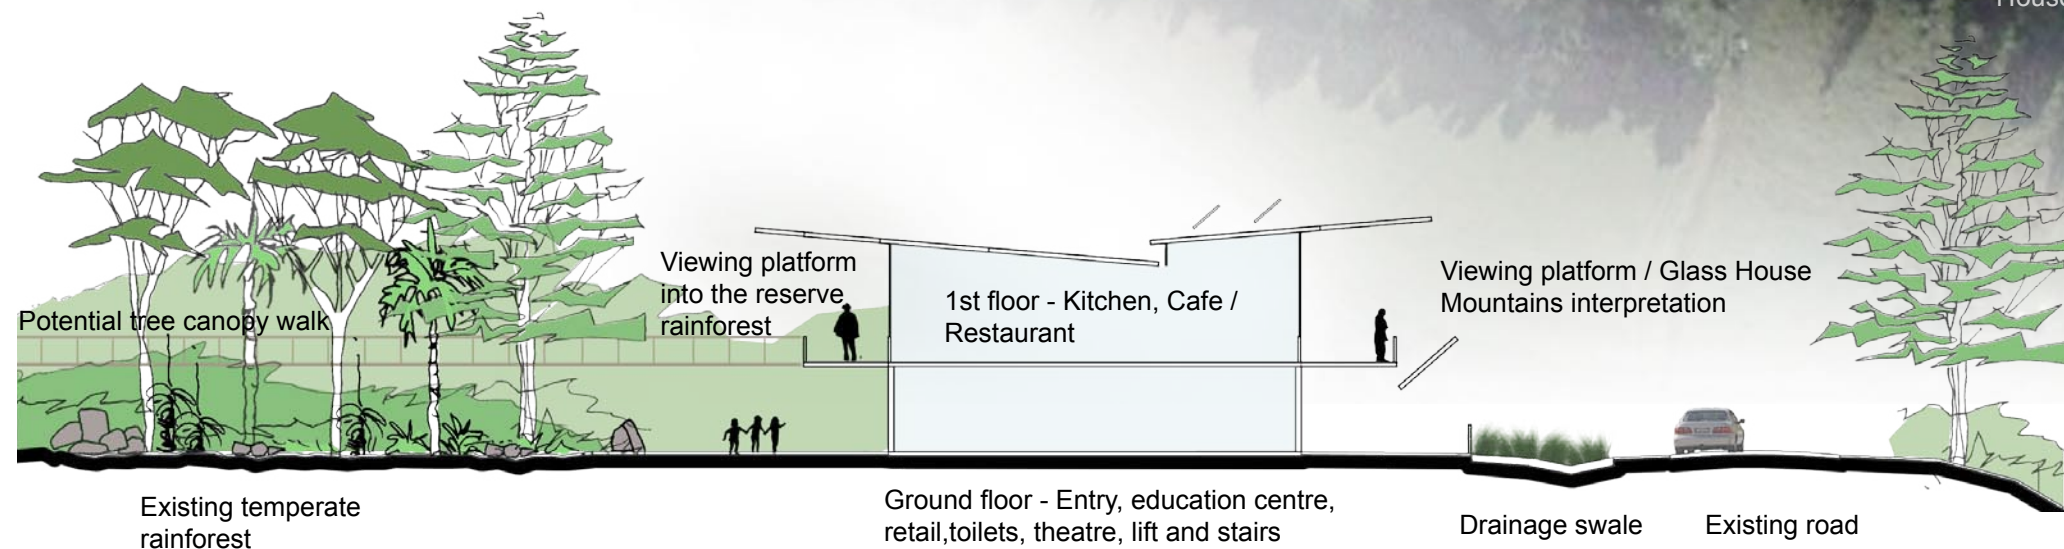 House
Potential tree canopy walk
Viewing platform
into the reserve
rainforest
1st floor - Kitchen, Cafe /
Restaurant
Viewing platform / Glass House
Mountains interpretation
Existing temperate
rainforest
Ground floor - Entry, education centre,
retail,toilets, theatre, lift and stairs
Drainage swale
Existing road